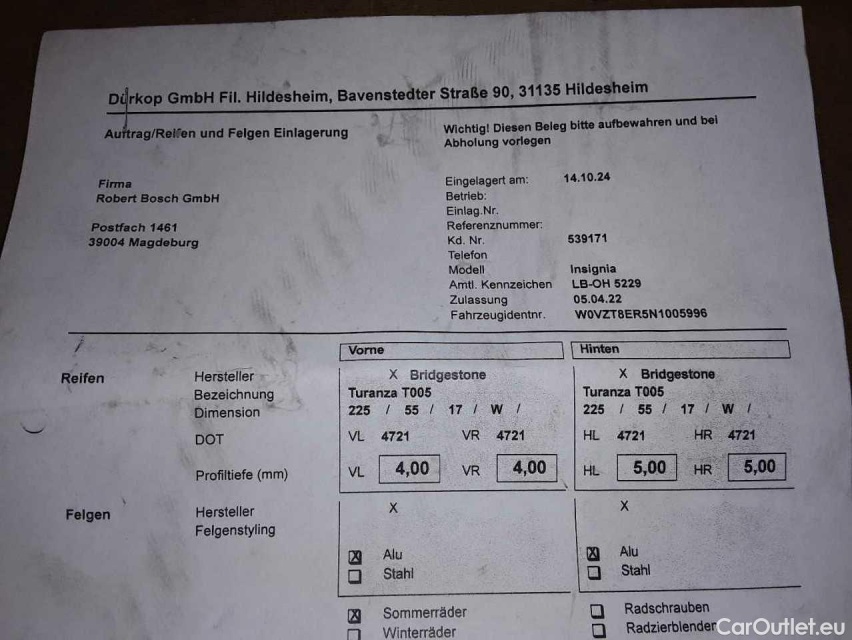 Dürkop GmbH Fil. Hildesheim, Bavenstedter Straße 90, 31135 Hildesheim
Auftrag/Reifen und Felgen Einlagerung
Wichtig! Diesen Beleg bitte aufbewahren und bei
Abholung vorlegen
Firma
Robert Bosch GmbH
Postfach 1461
39004 Magdeburg
Eingelagert am: 14.10.24
Betrieb:
Einlag.Nr.
Referenznummer:
Kd. Nr. 539171
Telefon
Modell Insignia
Amtl. Kennzeichen LB-OH 5229
Zulassung 05.04.22
Fahrzeugidentnr. W0VZT8ER5N1005996
Vorne Hinten
Reifen Hersteller X Bridgestone X Bridgestone
Bezeichnung Turanza T005 Turanza T005
Dimension 225 / 55 / 17 / W / 225 / 55 / 17 / W /
DOT VL 4721 VR 4721 HL 4721 HR 4721
Profiltiefe (mm) VL 4,00 VR 4,00 HL 5,00 HR 5,00
Felgen Hersteller X X
Felgenstyling
X Alu X Alu
Stahl Stahl
X Sommerräder Radschrauben
Winterräder Radzierblenden
CarOutlet.eu